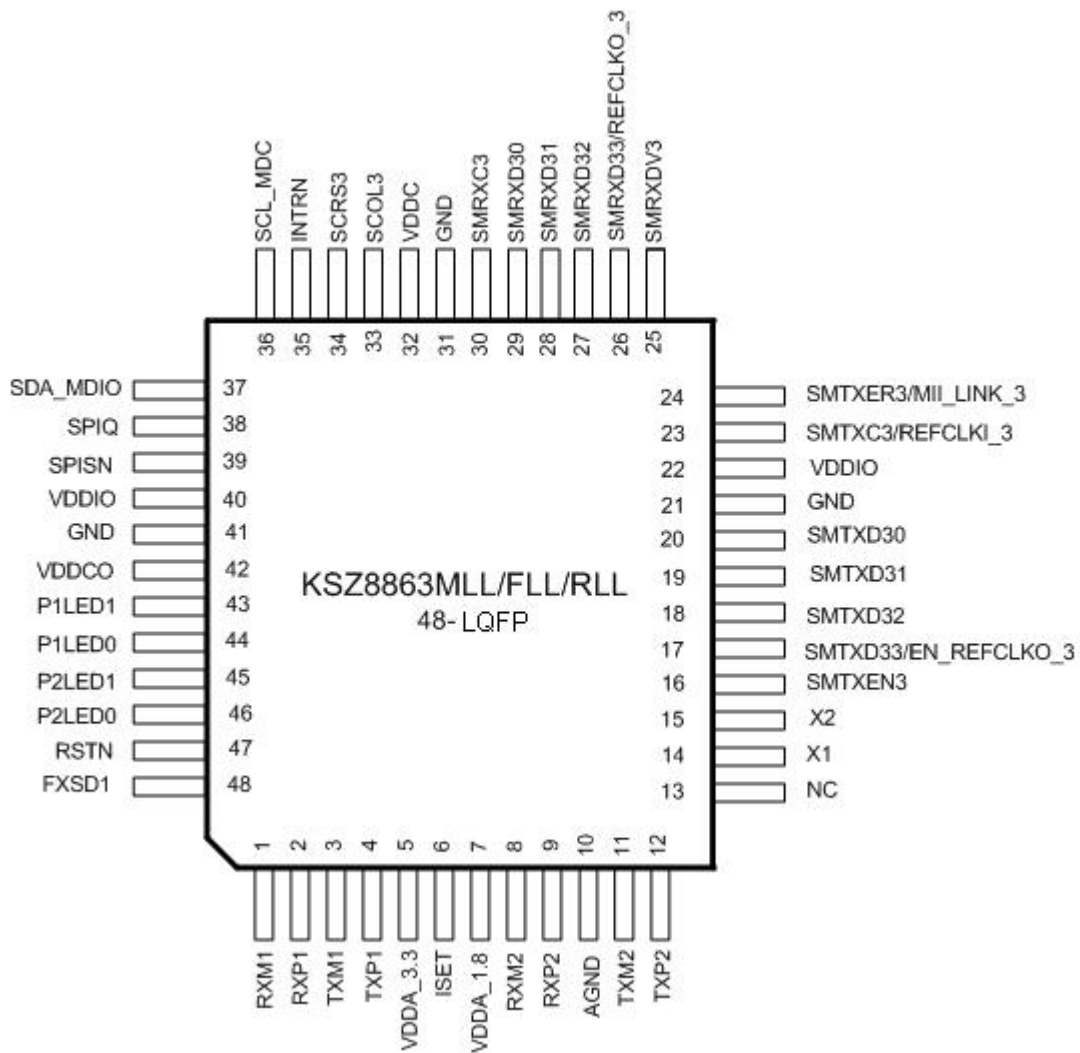 SCL_MDC
INTRN
SCRS3
SCOL3
VDDC
GND
SMRXC3
SMRXD30
SMRXD31
SMRXD32
SMRXD33/REFCLKO_3
SMRXDV3
36
35
34
33
32
31
30
29
28
27
26
25
SDA_MDIO 37
SPIQ 38
SPISN 39
VDDIO 40
GND 41
VDDCO 42
P1LED1 43
P1LED0 44
P2LED1 45
P2LED0 46
RSTN 47
FXSD1 48
KSZ8863MLL/FLL/RLL
48-LQFP
24 SMTXER3/MII_LINK_3
23 SMTXC3/REFCLKI_3
22 VDDIO
21 GND
20 SMTXD30
19 SMTXD31
18 SMTXD32
17 SMTXD33/EN_REFCLKO_3
16 SMTXEN3
15 X2
14 X1
13 NC
1
2
3
4
5
6
7
8
9
10
11
12
RXM1
RXP1
TXM1
TXP1
VDDA_3.3
ISET
VDDA_1.8
RXM2
RXP2
AGND
TXM2
TXP2